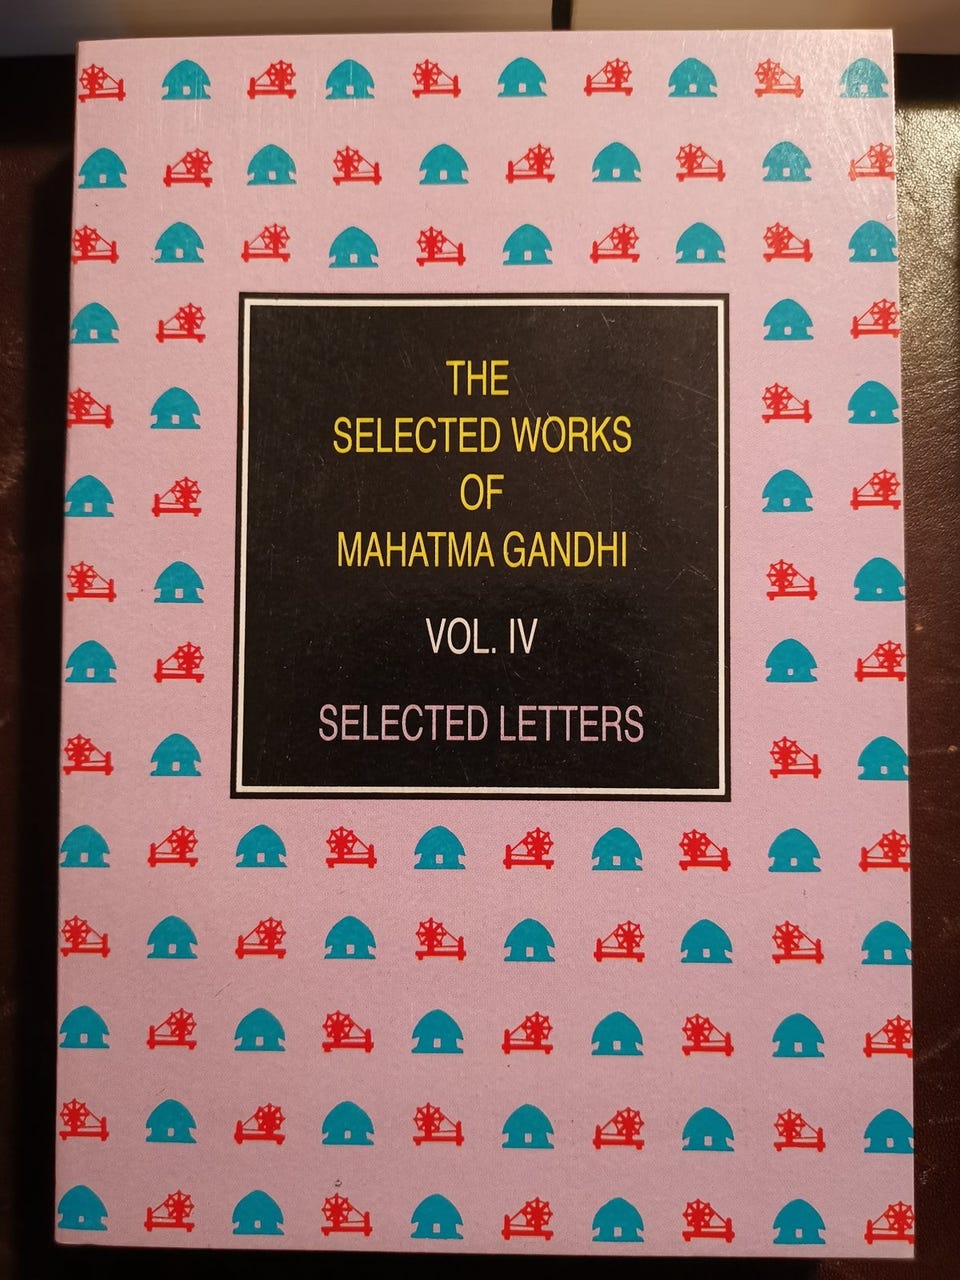 THE
SELECTED WORKS
OF
MAHATMA GANDHI
VOL. IV
SELECTED LETTERS